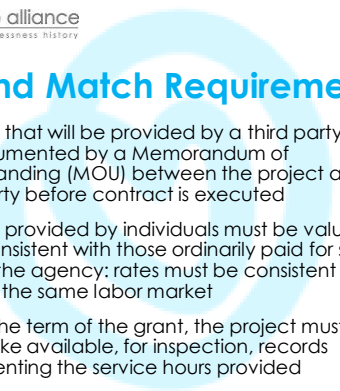 alliance
essness history
nd Match Requireme
that will be provided by a third party
umented by a Memorandum of
anding (MOU) between the project a
rty before contract is executed
provided by individuals must be valu
nsistent with those ordinarily paid for s
the agency: rates must be consistent
the same labor market
he term of the grant, the project must
ke available, for inspection, records
enting the service hours provided